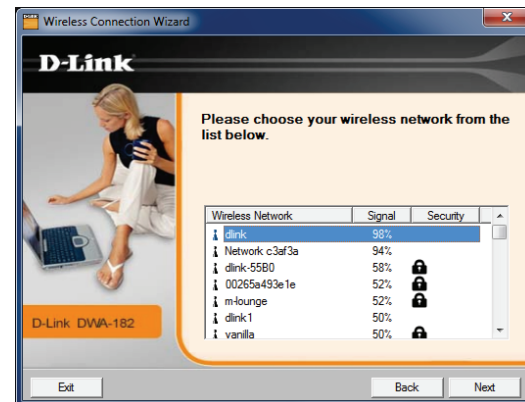 Wireless Connection Wizard
D-Link
Please choose your wireless network from the
list below.
Wireless Network Signal Security
dlink 98%
Network c3af3a 94%
dlink-55B0 58%
00265a493e1e 52%
m-lounge 52%
dlink1 50%
vanilla 50%
D-Link DWA-182
Exit Back Next